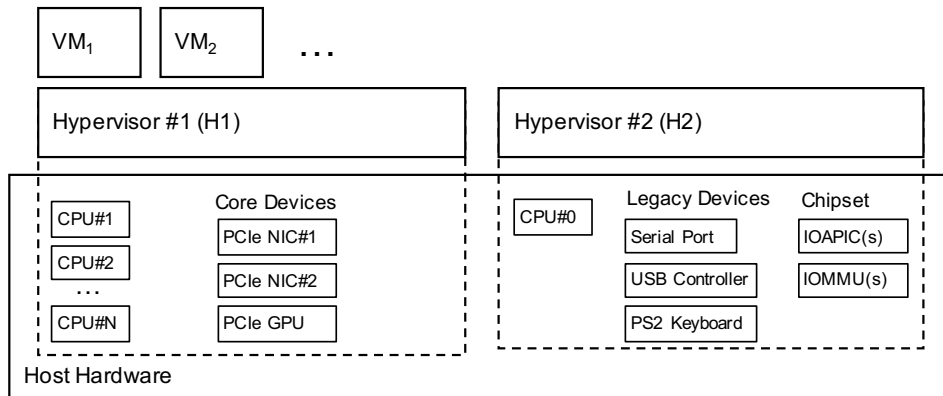 VM₁
VM₂
...
Hypervisor #1 (H1)
Hypervisor #2 (H2)
CPU#1
CPU#2
...
CPU#N
Core Devices
PCIe NIC#1
PCIe NIC#2
PCIe GPU
CPU#0
Legacy Devices
Serial Port
USB Controller
PS2 Keyboard
Chipset
IOAPIC(s)
IOMMU(s)
Host Hardware